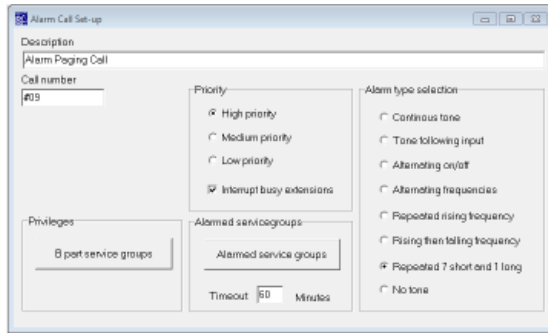 Alarm Call Set-up
Description
Alarm Paging Call
Call number
#09
Priority
High priority
Medium priority
Low priority
Interrupt busy extensions
Alarm type selection
Continous tone
Tone following input
Alternating on/off
Alternating frequencies
Repeated rising frequency
Rising then falling frequency
Repeated 7 short and 1 long
No tone
Privileges
B part service groups
Alarmed servicegroups
Alarmed service groups
Timeout 60 Minutes